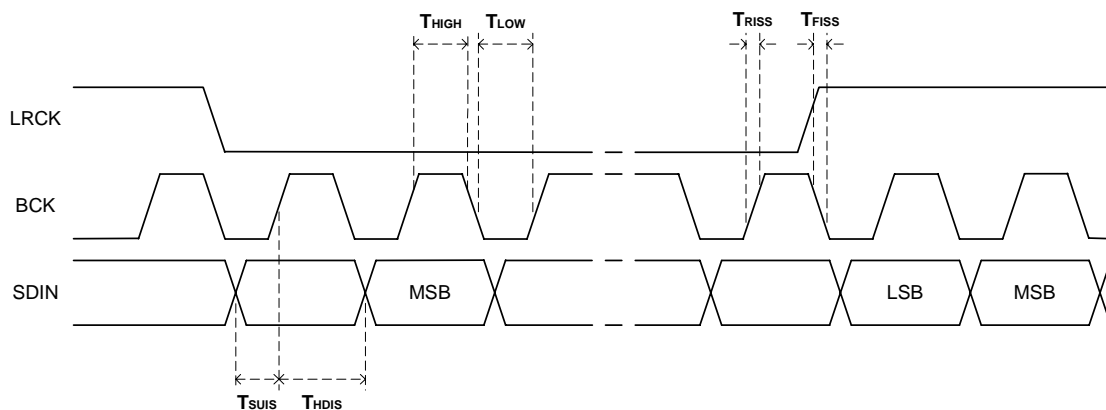 THIGH TLOW TRISS TFISS
LRCK
BCK
SDIN MSB LSB MSB
TSUIS THDIS